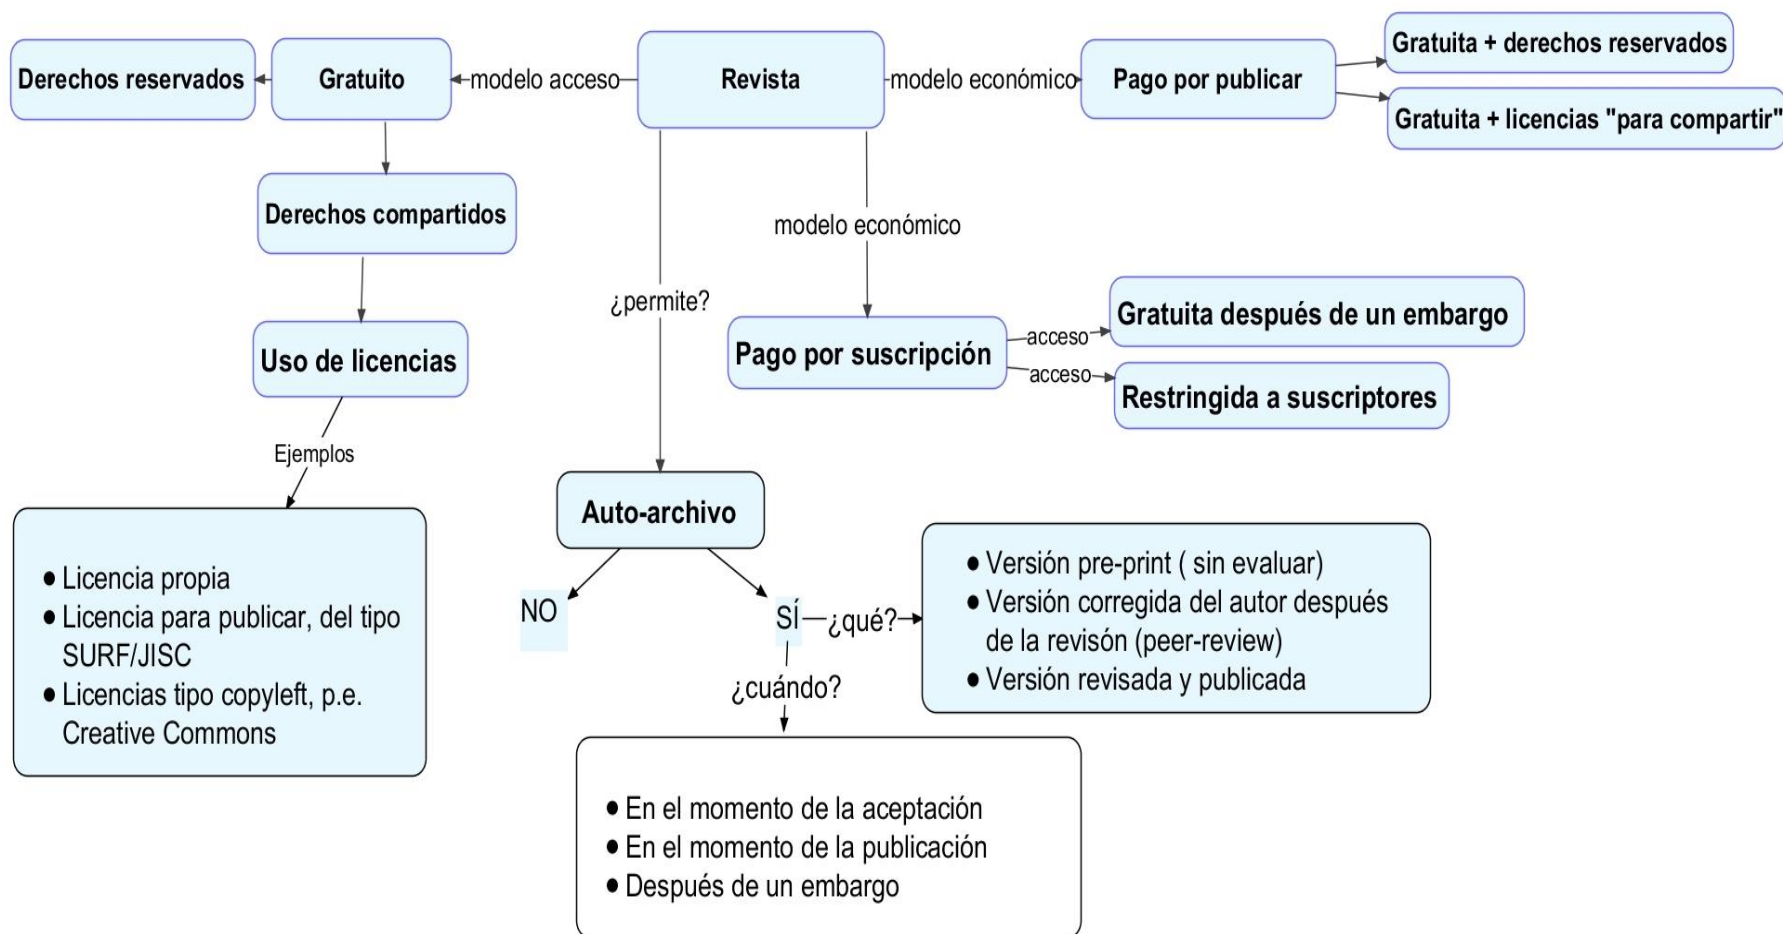 Gratuita + derechos reservados
Derechos reservados
Gratuito
modelo acceso
Revista
modelo económico
Pago por publicar
Gratuita + licencias "para compartir"
Derechos compartidos
modelo económico
¿permite?
Gratuita después de un embargo
Uso de licencias
Pago por suscripción
acceso
acceso
Restringida a suscriptores
Ejemplos
Auto-archivo
● Licencia propia
● Licencia para publicar, del tipo
SURF/JISC
● Licencias tipo copyleft, p.e.
Creative Commons
NO
SÍ
¿qué?
● Versión pre-print ( sin evaluar)
● Versión corregida del autor después
de la revisón (peer-review)
● Versión revisada y publicada
¿cuándo?
● En el momento de la aceptación
● En el momento de la publicación
● Después de un embargo